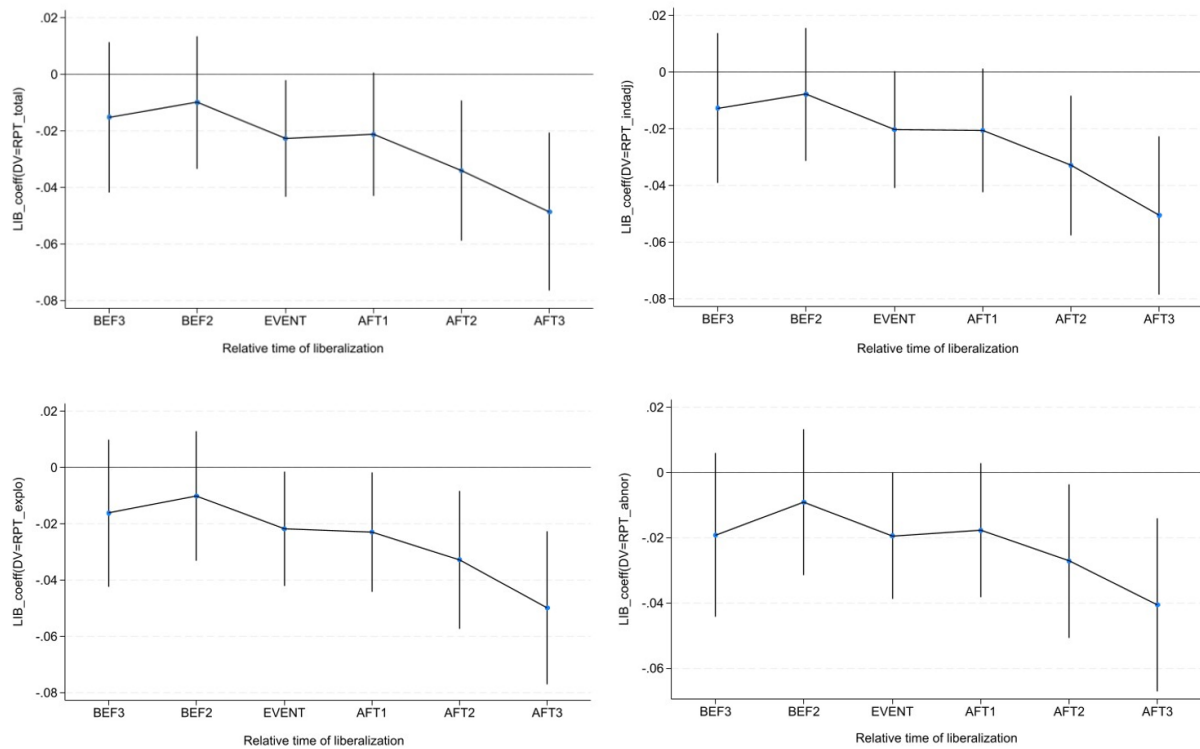 .02
0
-.02
-.04
-.06
-.08
LIB_coeff(DV=RPT_total)
BEF3 BEF2 EVENT AFT1 AFT2 AFT3
Relative time of liberalization
.02
0
-.02
-.04
-.06
-.08
LIB_coeff(DV=RPT_indadj)
BEF3 BEF2 EVENT AFT1 AFT2 AFT3
Relative time of liberalization
.02
0
-.02
-.04
-.06
-.08
LIB_coeff(DV=RPT_explo)
BEF3 BEF2 EVENT AFT1 AFT2 AFT3
Relative time of liberalization
.02
0
-.02
-.04
-.06
LIB_coeff(DV=RPT_abnor)
BEF3 BEF2 EVENT AFT1 AFT2 AFT3
Relative time of liberalization